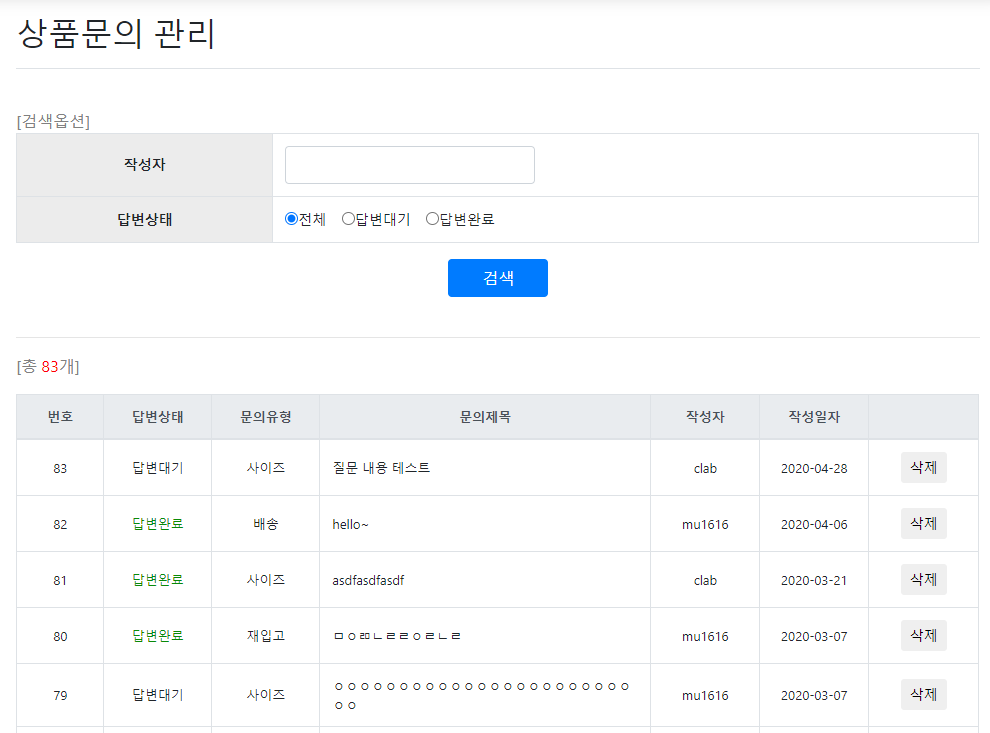 상품문의 관리
[검색옵션]
작성자
답변상태 전체 답변대기 답변완료
검색
[총 83개]
번호 답변상태 문의유형 문의제목 작성자 작성일자
83 답변대기 사이즈 질문 내용 테스트 clab 2020-04-28 삭제
82 답변완료 배송 hello~ mu1616 2020-04-06 삭제
81 답변완료 사이즈 asdfasdfasdf clab 2020-03-21 삭제
80 답변완료 재입고 mu1616 2020-03-07 삭제
79 답변대기 사이즈 ㅇㅇㅇㅇㅇㅇㅇㅇㅇㅇㅇㅇㅇㅇㅇㅇㅇㅇㅇㅇㅇㅇㅇ mu1616 2020-03-07 삭제
ㅇㅇ